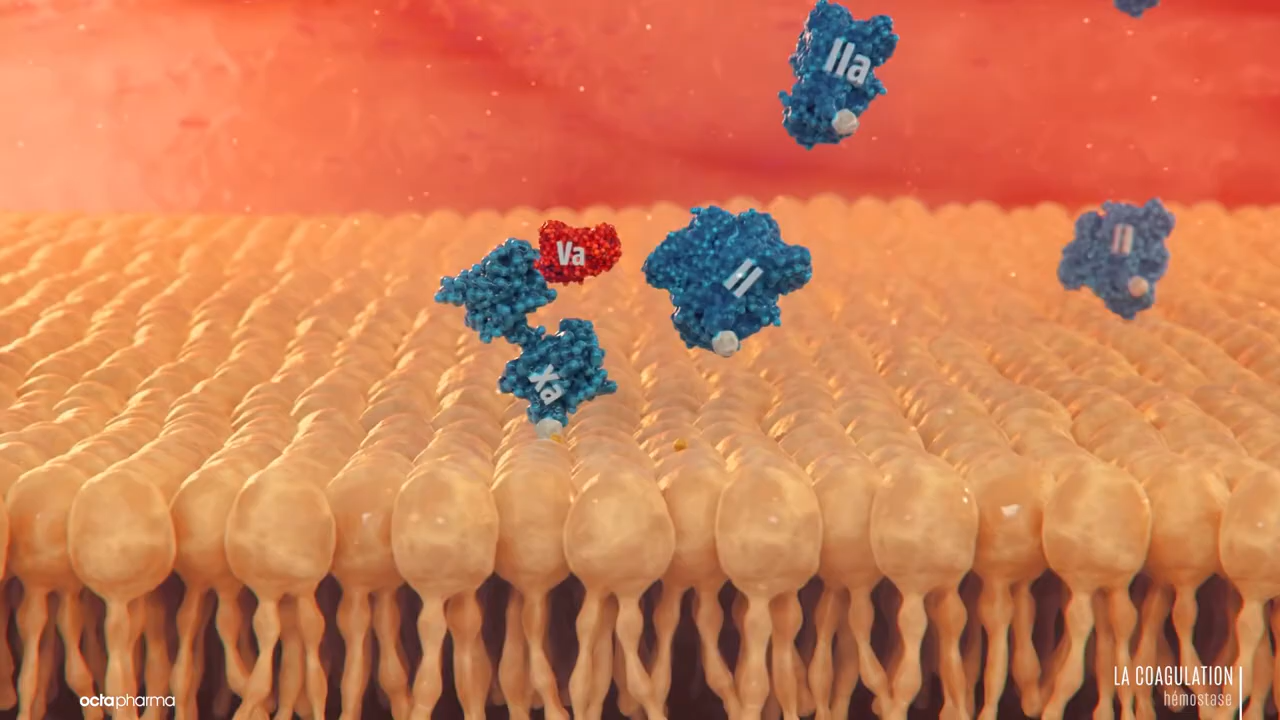 IIa
II
Va
II
Xa
LA COAGULATION
hémostase
octapharma